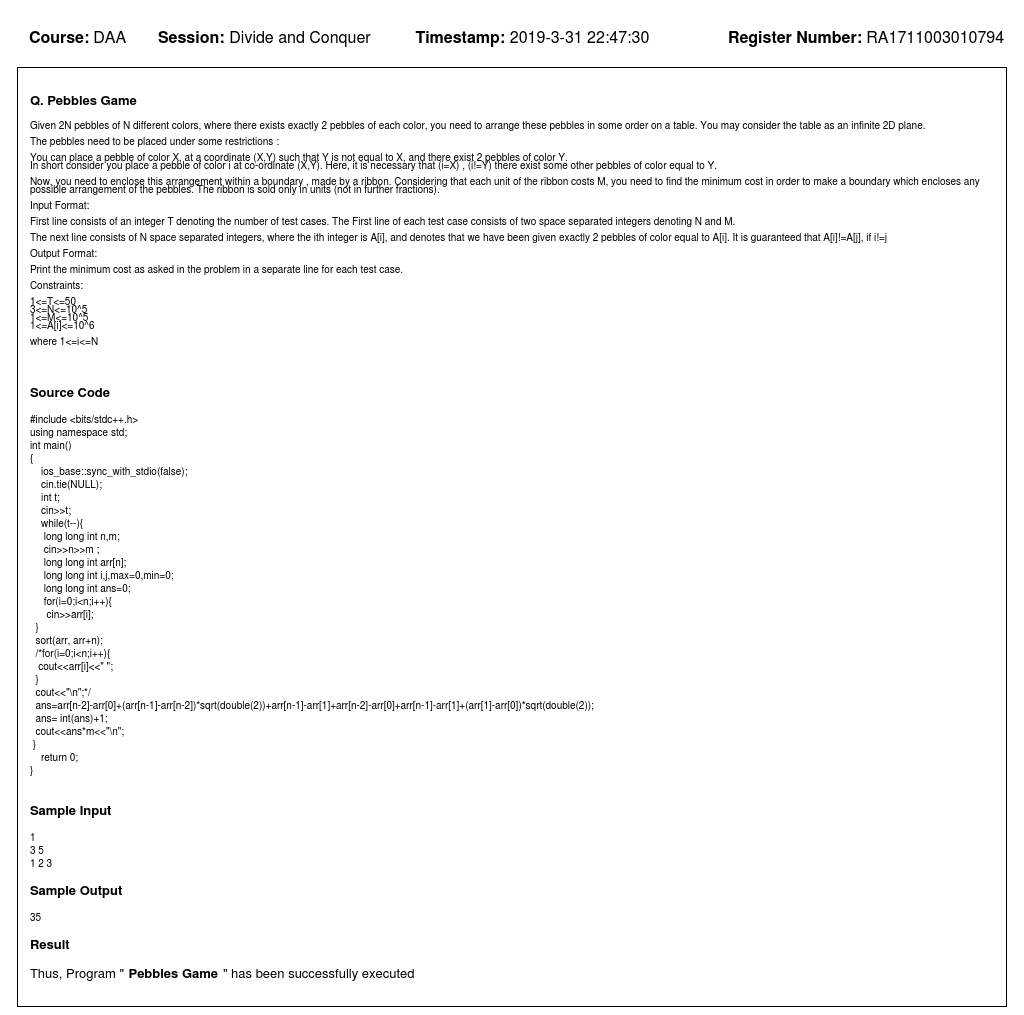 Course: DAA Session: Divide and Conquer Timestamp: 2019-3-31 22:47:30 Register Number: RA1711003010794
Q. Pebbles Game
Given 2N pebbles of N different colors, where there exists exactly 2 pebbles of each color, you need to arrange these pebbles in some order on a table. You may consider the table as an infinite 2D plane.
The pebbles need to be placed under some restrictions :
You can place a pebble of color X, at a coordinate (X,Y) such that Y is not equal to X, and there exist 2 pebbles of color Y.
In short consider you place a pebble of color i at co-ordinate (X,Y). Here, it is necessary that (i=X) , (i!=Y) there exist some other pebbles of color equal to Y.
Now, you need to enclose this arrangement within a boundary , made by a ribbon. Considering that each unit of the ribbon costs M, you need to find the minimum cost in order to make a boundary which encloses any
possible arrangement of the pebbles. The ribbon is sold only in units (not in further fractions).
Input Format:
First line consists of an integer T denoting the number of test cases. The First line of each test case consists of two space separated integers denoting N and M.
The next line consists of N space separated integers, where the ith integer is A[i], and denotes that we have been given exactly 2 pebbles of color equal to A[i]. It is guaranteed that A[i]!=A[j], if i!=j
Output Format:
Print the minimum cost as asked in the problem in a separate line for each test case.
Constraints:
1<=T<=50
3<=N<=10^5
1<=M<=10^5
1<=A[i]<=10^6
where 1<=i<=N
Source Code
#include <bits/stdc++.h>
using namespace std;
int main()
{
    ios_base::sync_with_stdio(false);
    cin.tie(NULL);
    int t;
    cin>>t;
    while(t--){
     long long int n,m;
     cin>>n>>m ;
     long long int arr[n];
     long long int i,j,max=0,min=0;
     long long int ans=0;
     for(i=0;i<n;i++){
      cin>>arr[i];
  }
  sort(arr, arr+n);
  /*for(i=0;i<n;i++){
   cout<<arr[i]<<" ";
  }
  cout<<"\n";*/
  ans=arr[n-2]-arr[0]+(arr[n-1]-arr[n-2])*sqrt(double(2))+arr[n-1]-arr[1]+arr[n-2]-arr[0]+arr[n-1]-arr[1]+(arr[1]-arr[0])*sqrt(double(2));
  ans= int(ans)+1;
  cout<<ans*m<<"\n";
 }
    return 0;
}
Sample Input
1
3 5
1 2 3
Sample Output
35
Result
Thus, Program " Pebbles Game " has been successfully executed